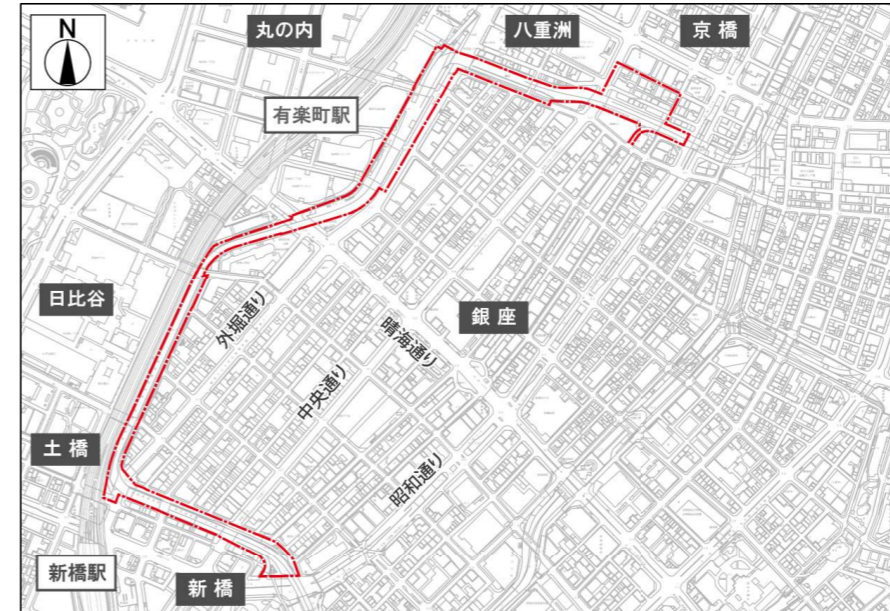 N
丸の内
八重洲
京橋
有楽町駅
日比谷
外堀通り
晴海通り
銀座
中央通り
土橋
昭和通り
新橋駅
新橋